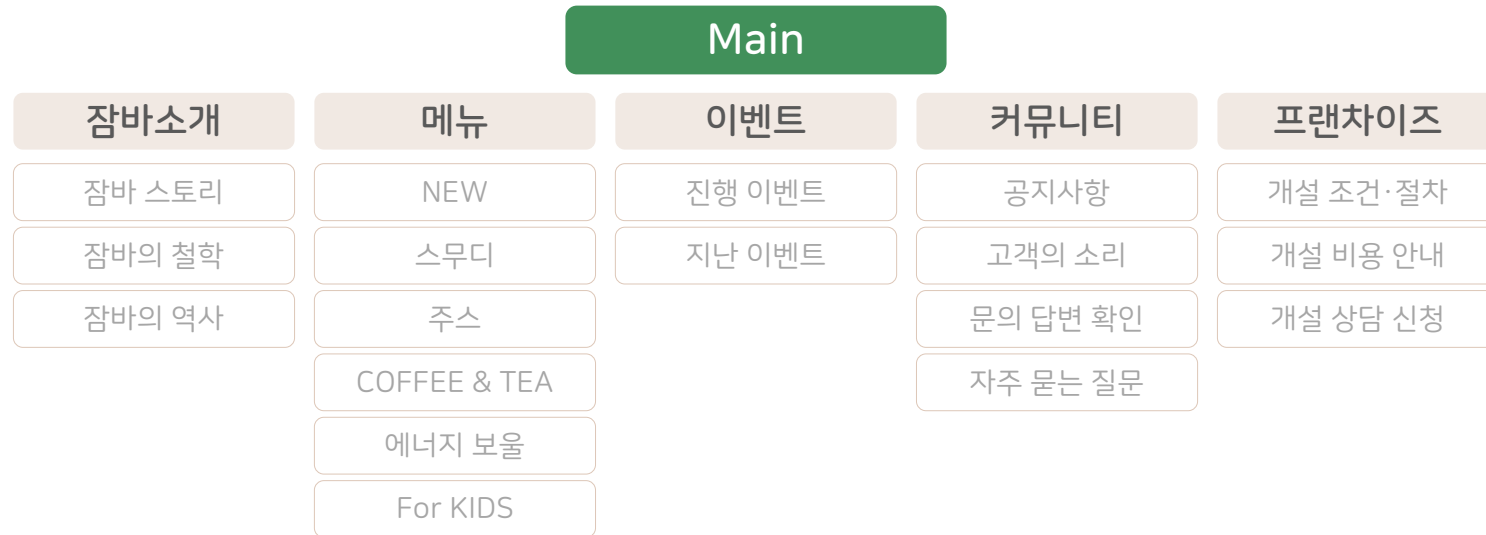 Main
잠바소개
메뉴
이벤트
커뮤니티
프랜차이즈
잠바 스토리
NEW
진행 이벤트
공지사항
개설 조건·절차
잠바의 철학
스무디
지난 이벤트
고객의 소리
개설 비용 안내
잠바의 역사
주스
문의 답변 확인
개설 상담 신청
COFFEE & TEA
자주 묻는 질문
에너지 보울
For KIDS